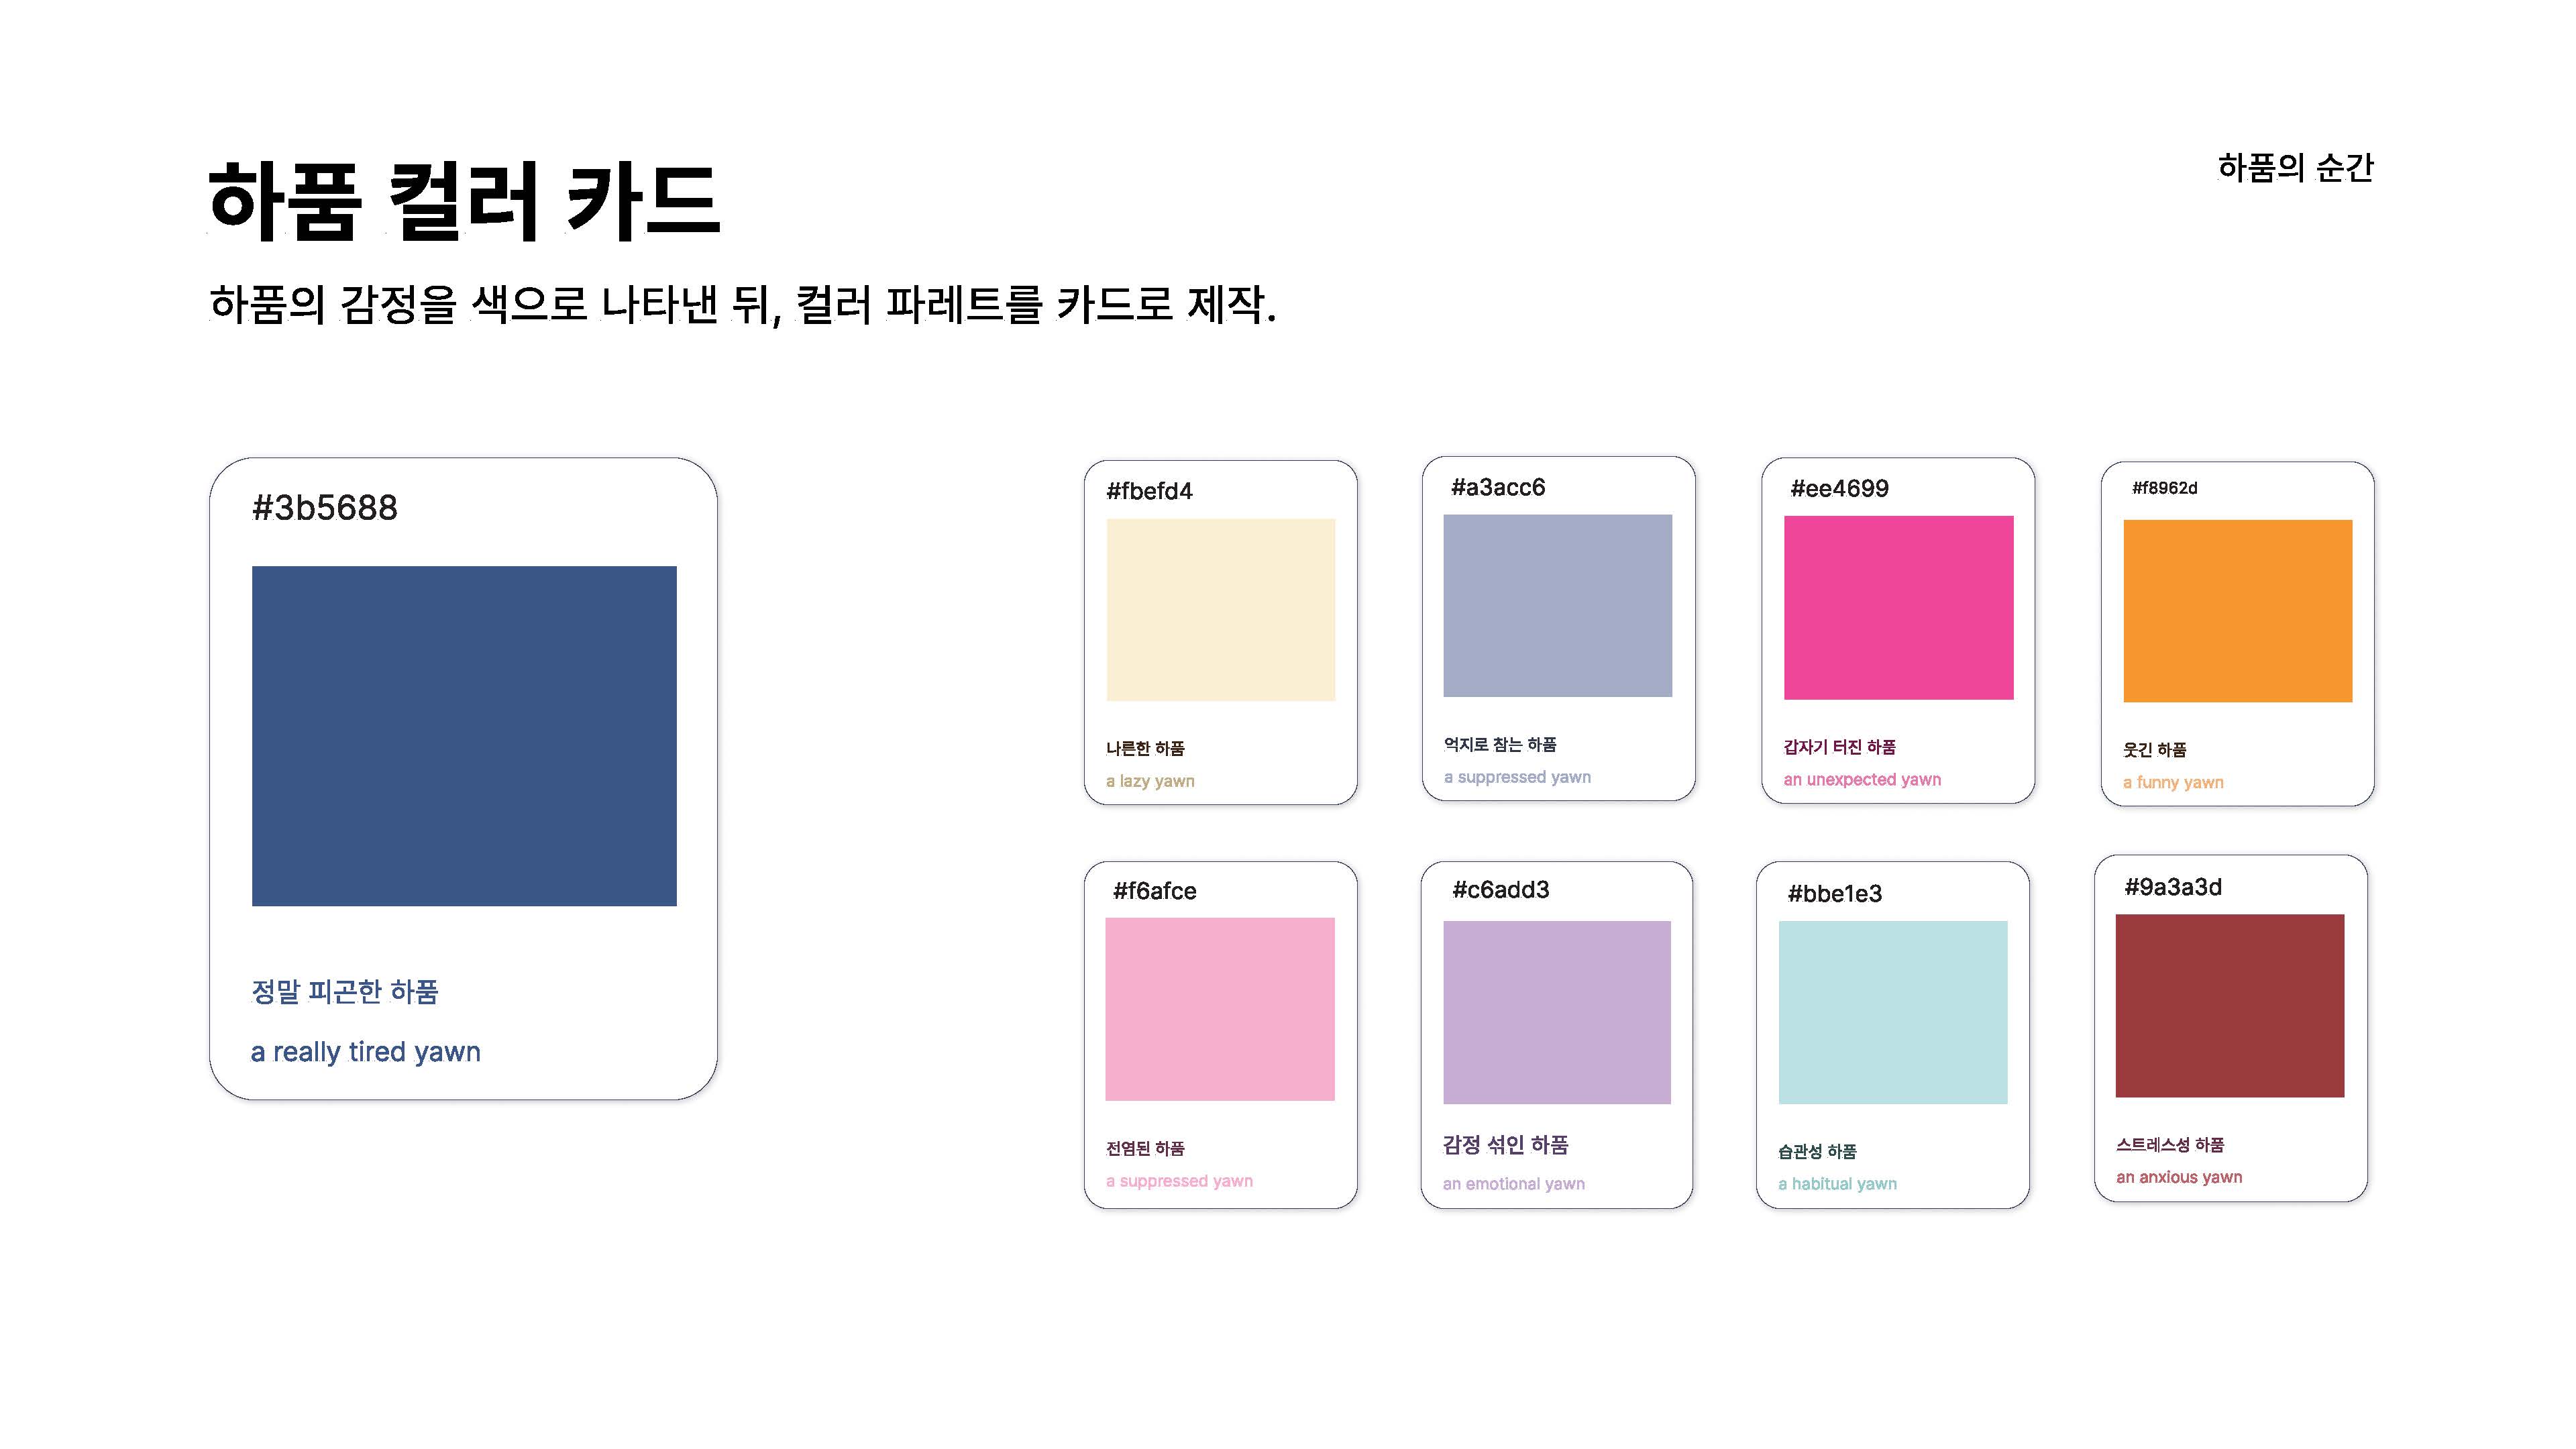 하품 컬러 카드
하품의 순간
하품의 감정을 색으로 나타낸 뒤, 컬러 파레트를 카드로 제작.
#3b5688
정말 피곤한 하품
a really tired yawn
#fbefd4
나른한 하품
a lazy yawn
#a3acc6
억지로 참는 하품
a suppressed yawn
#ee4699
갑자기 터진 하품
an unexpected yawn
#f8962d
웃긴 하품
a funny yawn
#f6afce
전염된 하품
a suppressed yawn
#c6add3
감정 섞인 하품
an emotional yawn
#bbe1e3
습관성 하품
a habitual yawn
#9a3a3d
스트레스성 하품
an anxious yawn